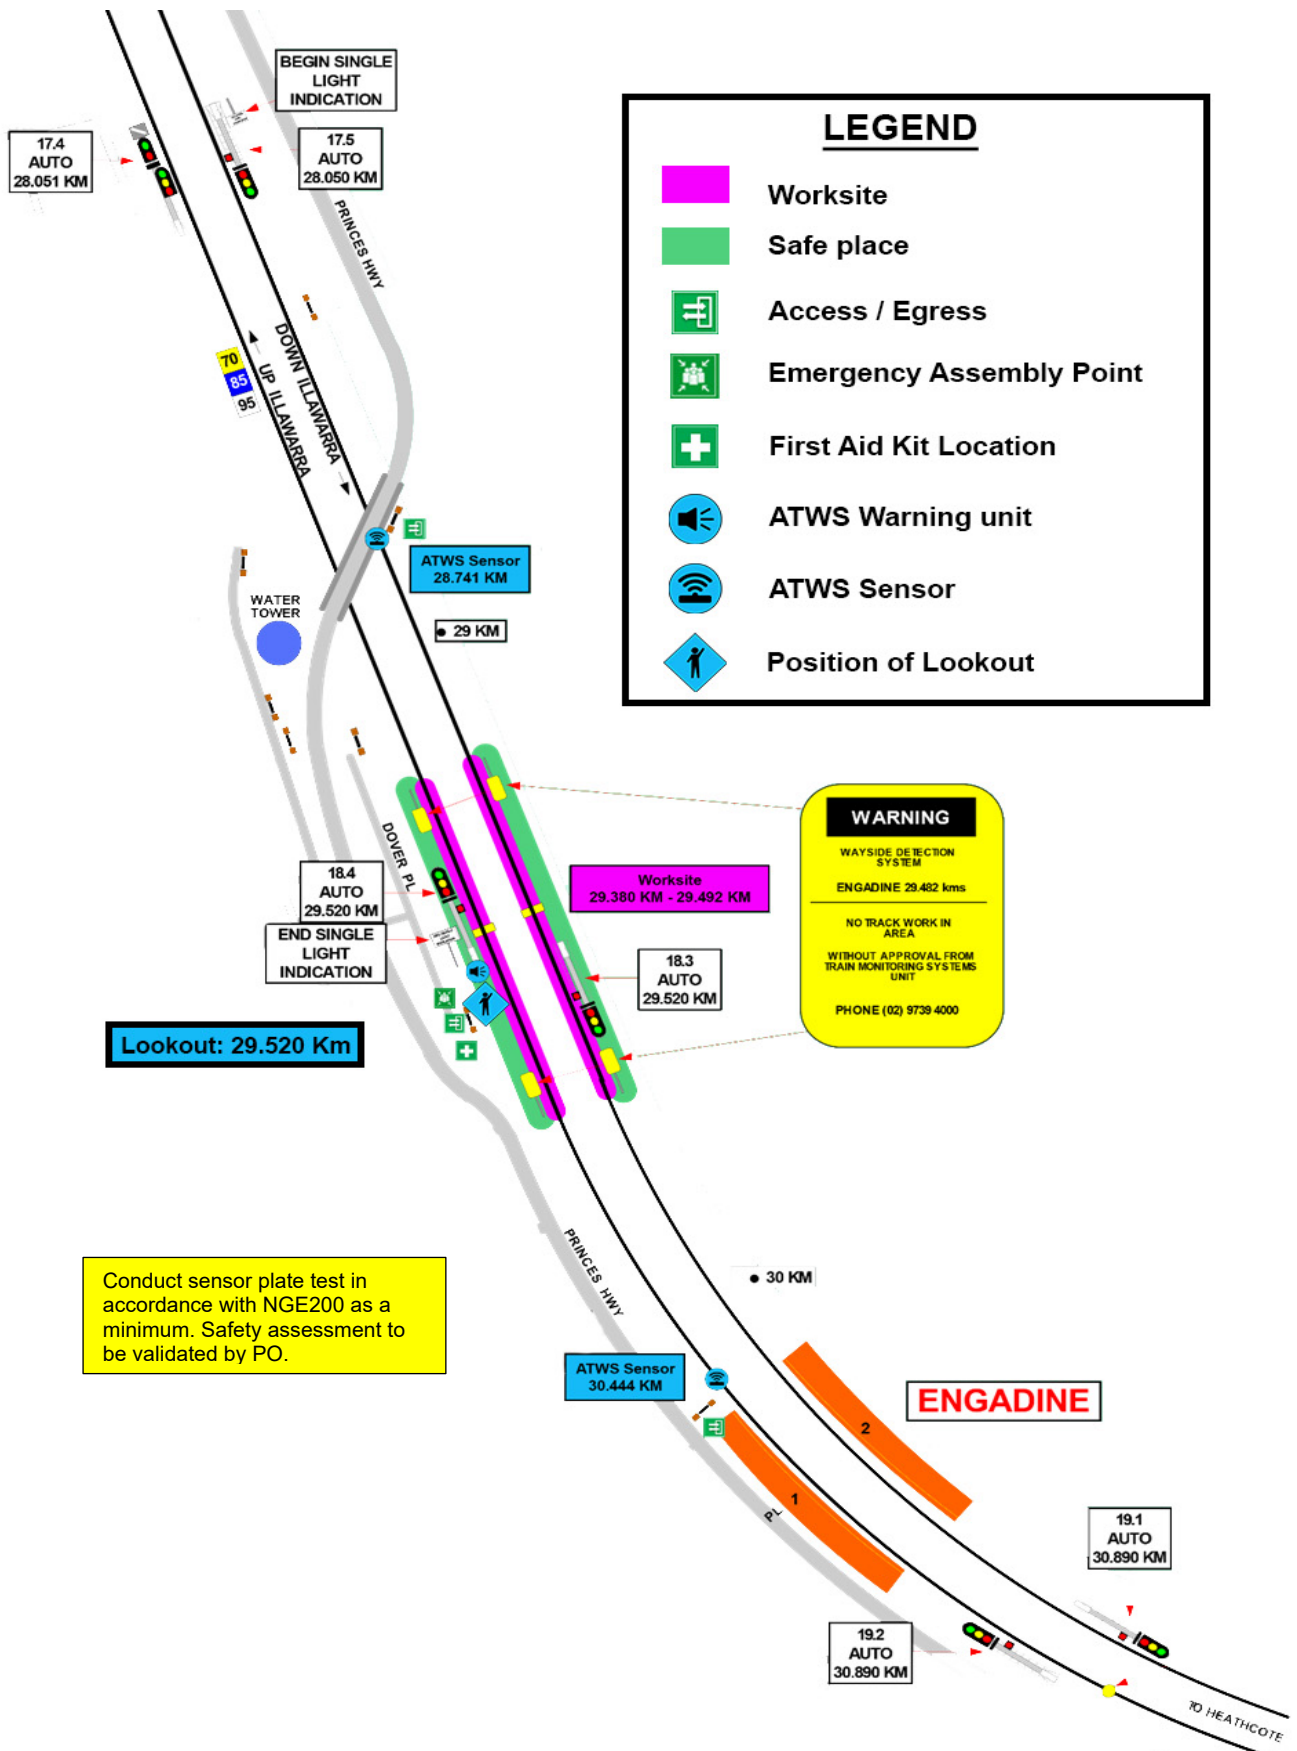 BEGIN SINGLE
LIGHT
INDICATION
17.4
AUTO
28.051 KM
17.5
AUTO
28.050 KM
PRINCES HWY
LEGEND
Worksite
Safe place
Access / Egress
Emergency Assembly Point
First Aid Kit Location
ATWS Warning unit
ATWS Sensor
Position of Lookout
70
85
95
UP ILLAWARRA
DOWN ILLAWARRA
ATWS Sensor
28.741 KM
WATER
TOWER
29 KM
DOVER PL
18.4
AUTO
29.520 KM
END SINGLE
LIGHT
INDICATION
Worksite
29.380 KM - 29.492 KM
18.3
AUTO
29.520 KM
WARNING
WAYSIDE DETECTION
SYSTEM
ENGADINE 29.482 kms
NO TRACK WORK IN
AREA
WITHOUT APPROVAL FROM
TRAIN MONITORING SYSTEMS
UNIT
PHONE (02) 9739 4000
Lookout: 29.520 Km
PRINCES HWY
Conduct sensor plate test in
accordance with NGE200 as a
minimum. Safety assessment to
be validated by PO.
30 KM
ATWS Sensor
30.444 KM
ENGADINE
2
1
PL
19.1
AUTO
30.890 KM
19.2
AUTO
30.890 KM
TO HEATHCOTE